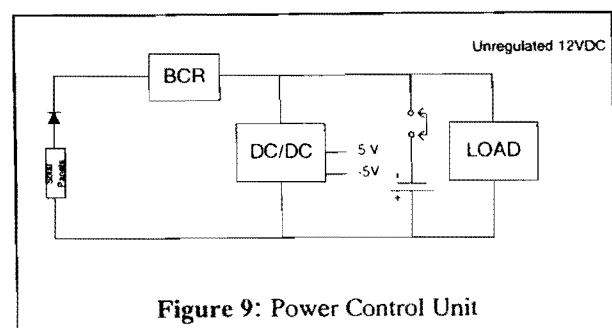 Unregulated 12VDC
BCR
DC/DC
5 V
-5V
LOAD
Solar
Panels
-
+
Figure 9: Power Control Unit